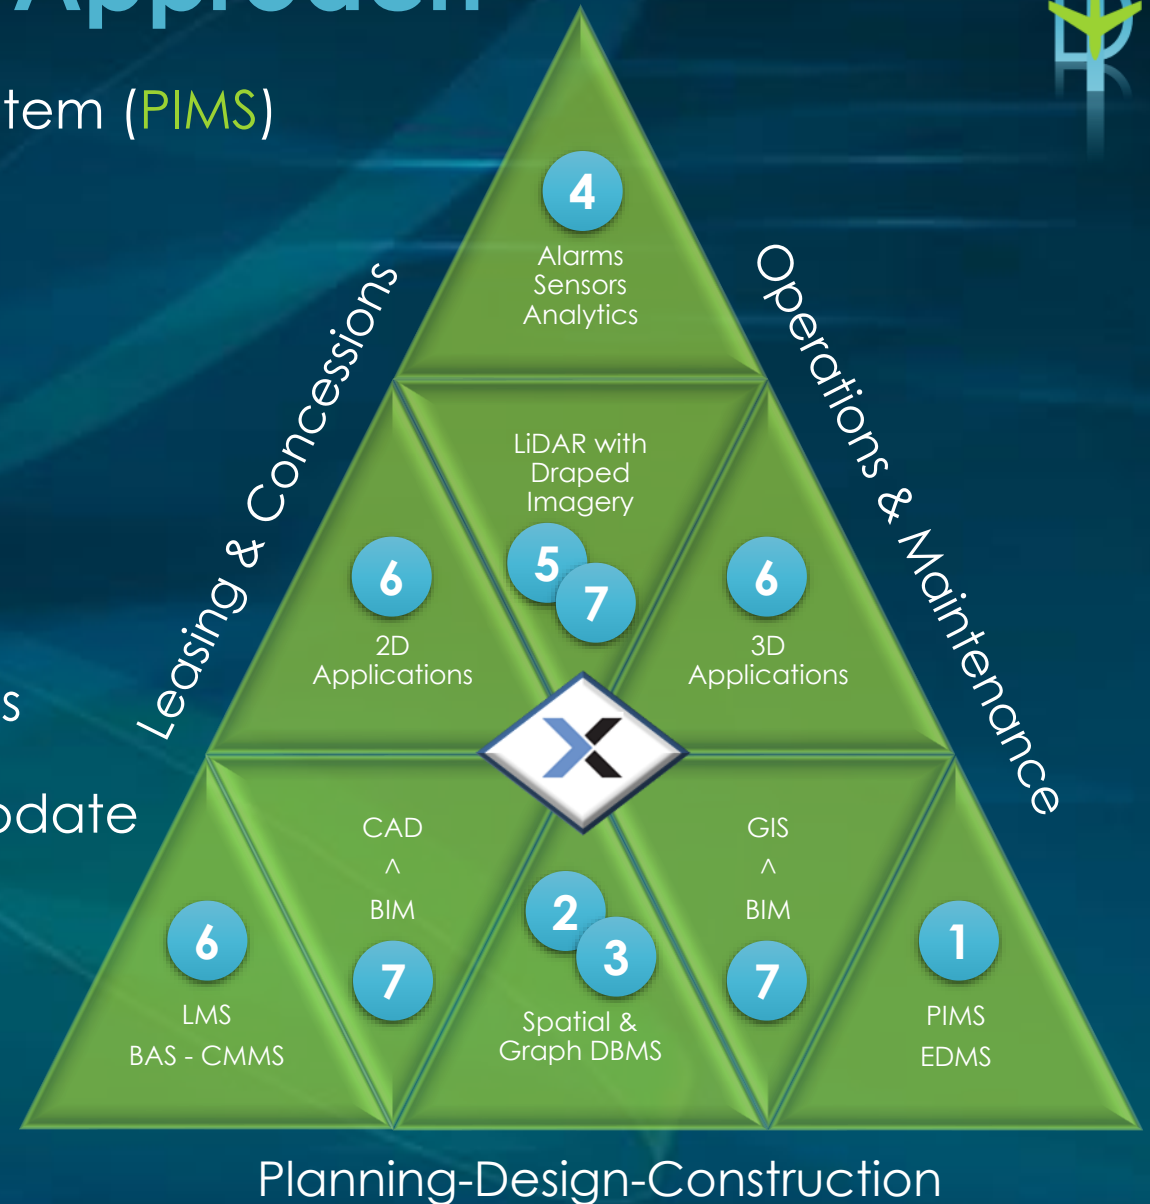 Approach
tem (PIMS)
4
Alarms
Sensors
Analytics
Leasing & Concessions
Operations & Maintenance
LiDAR with
Draped
Imagery
5
7
6
2D
Applications
6
3D
Applications
s
pdate
CAD
^
BIM
7
GIS
^
BIM
7
2
3
Spatial &
Graph DBMS
6
LMS
BAS - CMMS
1
PIMS
EDMS
Planning-Design-Construction